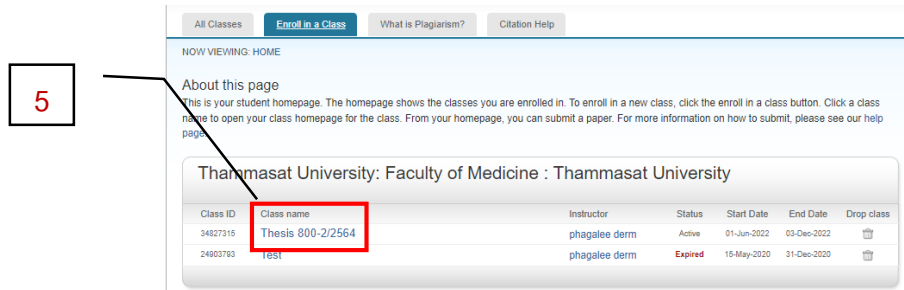 All Classes Enroll in a Class What is Plagiarism? Citation Help
NOW VIEWING: HOME
About this page
This is your student homepage. The homepage shows the classes you are enrolled in. To enroll in a new class, click the enroll in a class button. Click a class
name to open your class homepage for the class. From your homepage, you can submit a paper. For more information on how to submit, please see our help
page.
5
Thammasat University: Faculty of Medicine : Thammasat University
Class ID Class name Instructor Status Start Date End Date Drop class
34827315 Thesis 800-2/2564 phagalee derm Active 01-Jun-2022 03-Dec-2022
24903793 Test phagalee derm Expired 15-May-2020 31-Dec-2020